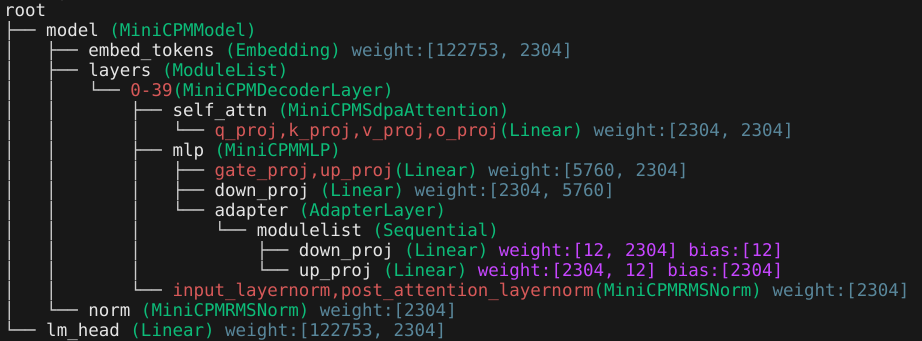 root
├── model (MiniCPMModel)
│   ├── embed_tokens (Embedding) weight:[122753, 2304]
│   ├── layers (ModuleList)
│   │   └── 0-39(MiniCPMDecoderLayer)
│   │       ├── self_attn (MiniCPMSdpaAttention)
│   │       │   └── q_proj,k_proj,v_proj,o_proj(Linear) weight:[2304, 2304]
│   │       ├── mlp (MiniCPMMLP)
│   │       │   ├── gate_proj,up_proj(Linear) weight:[5760, 2304]
│   │       │   ├── down_proj (Linear) weight:[2304, 5760]
│   │       │   └── adapter (AdapterLayer)
│   │       │       └── modulelist (Sequential)
│   │       │           ├── down_proj (Linear) weight:[12, 2304] bias:[12]
│   │       │           └── up_proj (Linear) weight:[2304, 12] bias:[2304]
│   │       └── input_layernorm,post_attention_layernorm(MiniCPMRMSNorm) weight:[2304]
│   └── norm (MiniCPMRMSNorm) weight:[2304]
└── lm_head (Linear) weight:[122753, 2304]